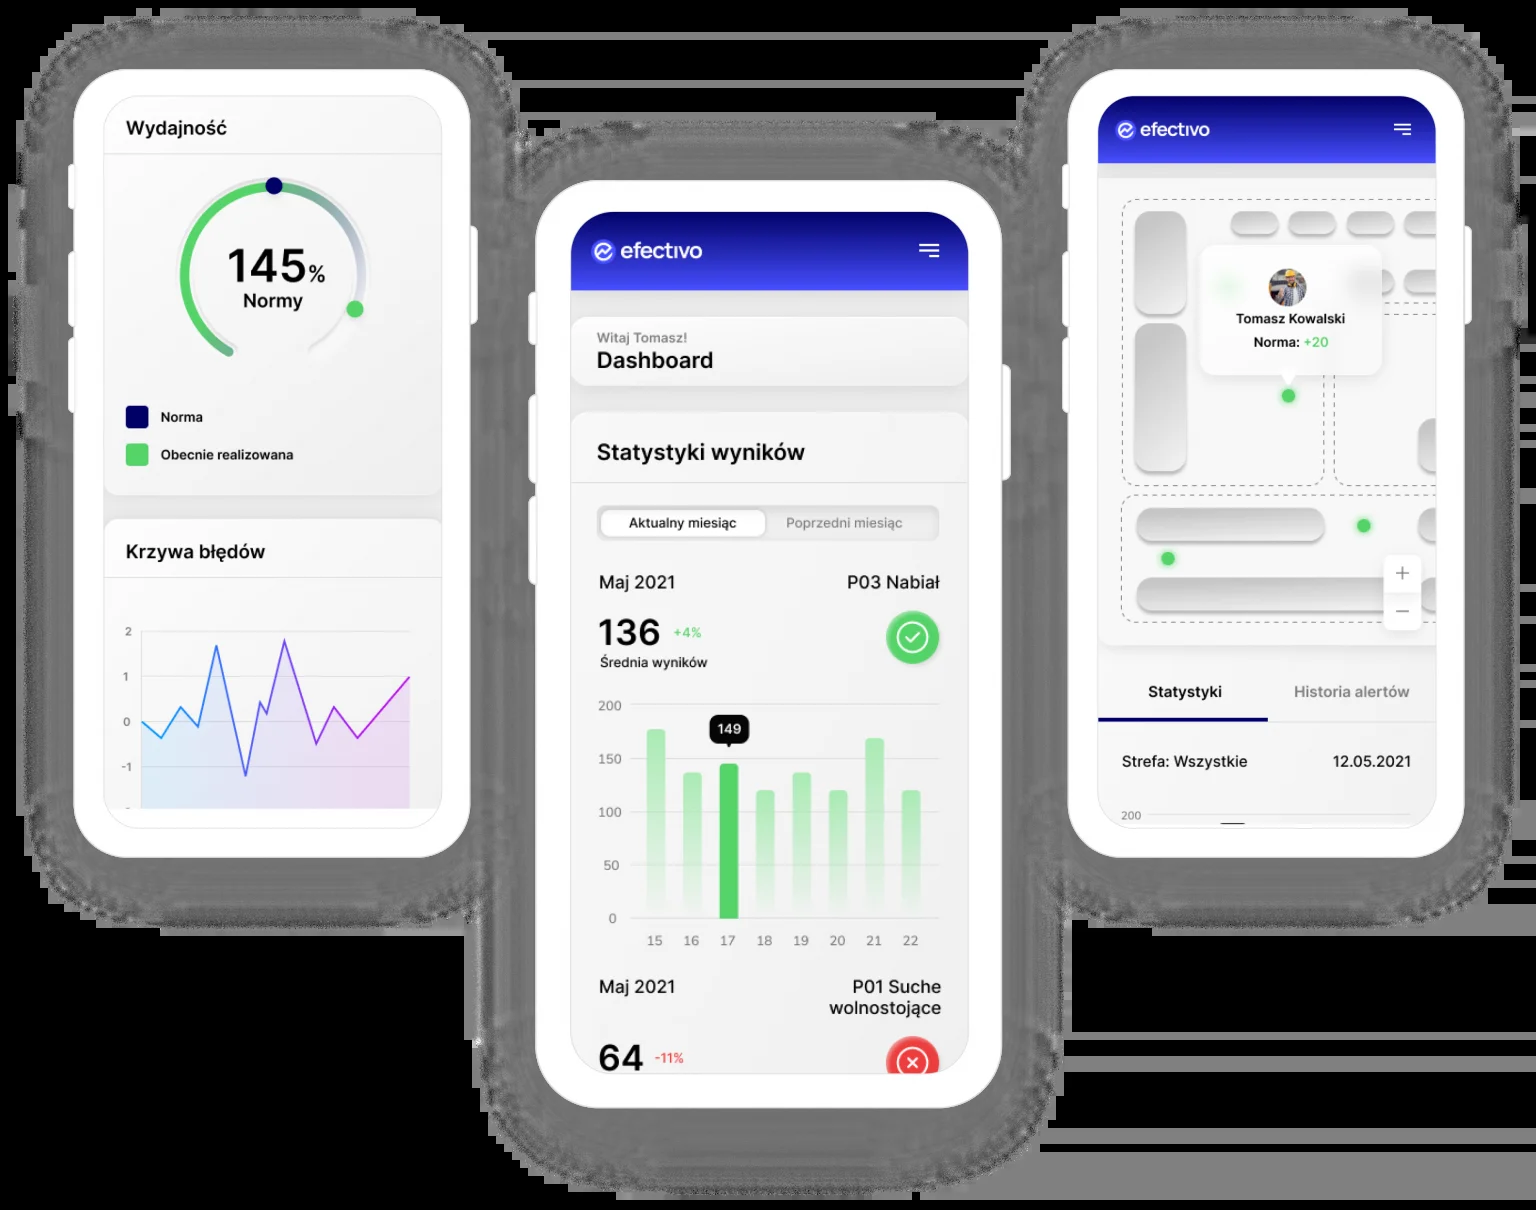 Wydajność
145%
Normy
Norma
Obecnie realizowana
Krzywa błędów
2
1
0
-1
efectivo
Witaj Tomasz!
Dashboard
Statystyki wyników
Aktualny miesiąc Poprzedni miesiąc
Maj 2021 P03 Nabiał
136 +4%
Średnia wyników
200
149
150
100
50
0
15 16 17 18 19 20 21 22
Maj 2021 P01 Suche
wolnostojące
64 -11%
efectivo
Tomasz Kowalski
Norma: +20
+
−
Statystyki Historia alertów
Strefa: Wszystkie 12.05.2021
200